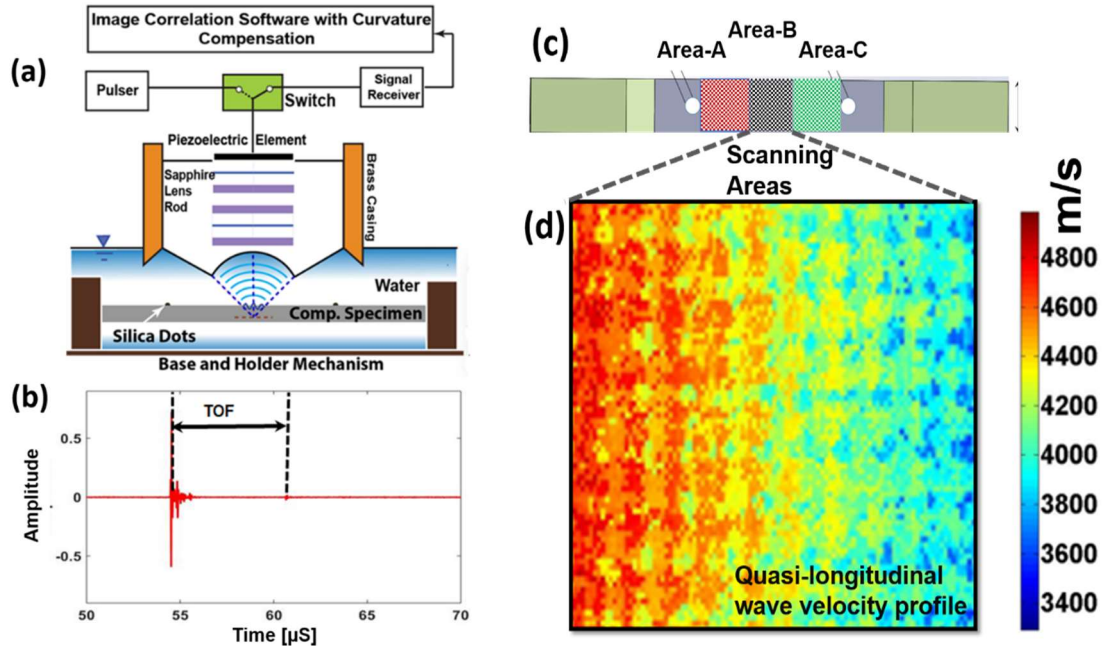 (a)
Image Correlation Software with Curvature
Compensation
Pulser
Switch
Signal
Receiver
Piezoelectric Element
Sapphire
Lens
Rod
Brass Casing
Water
Comp. Specimen
Silica Dots
Base and Holder Mechanism
(b)
TOF
Amplitude
0.5
0
-0.5
50
55
60
65
70
Time [µS]
(c)
Area-A
Area-B
Area-C
Scanning
Areas
(d)
Quasi-longitudinal
wave velocity profile
m/s
4800
4600
4400
4200
4000
3800
3600
3400